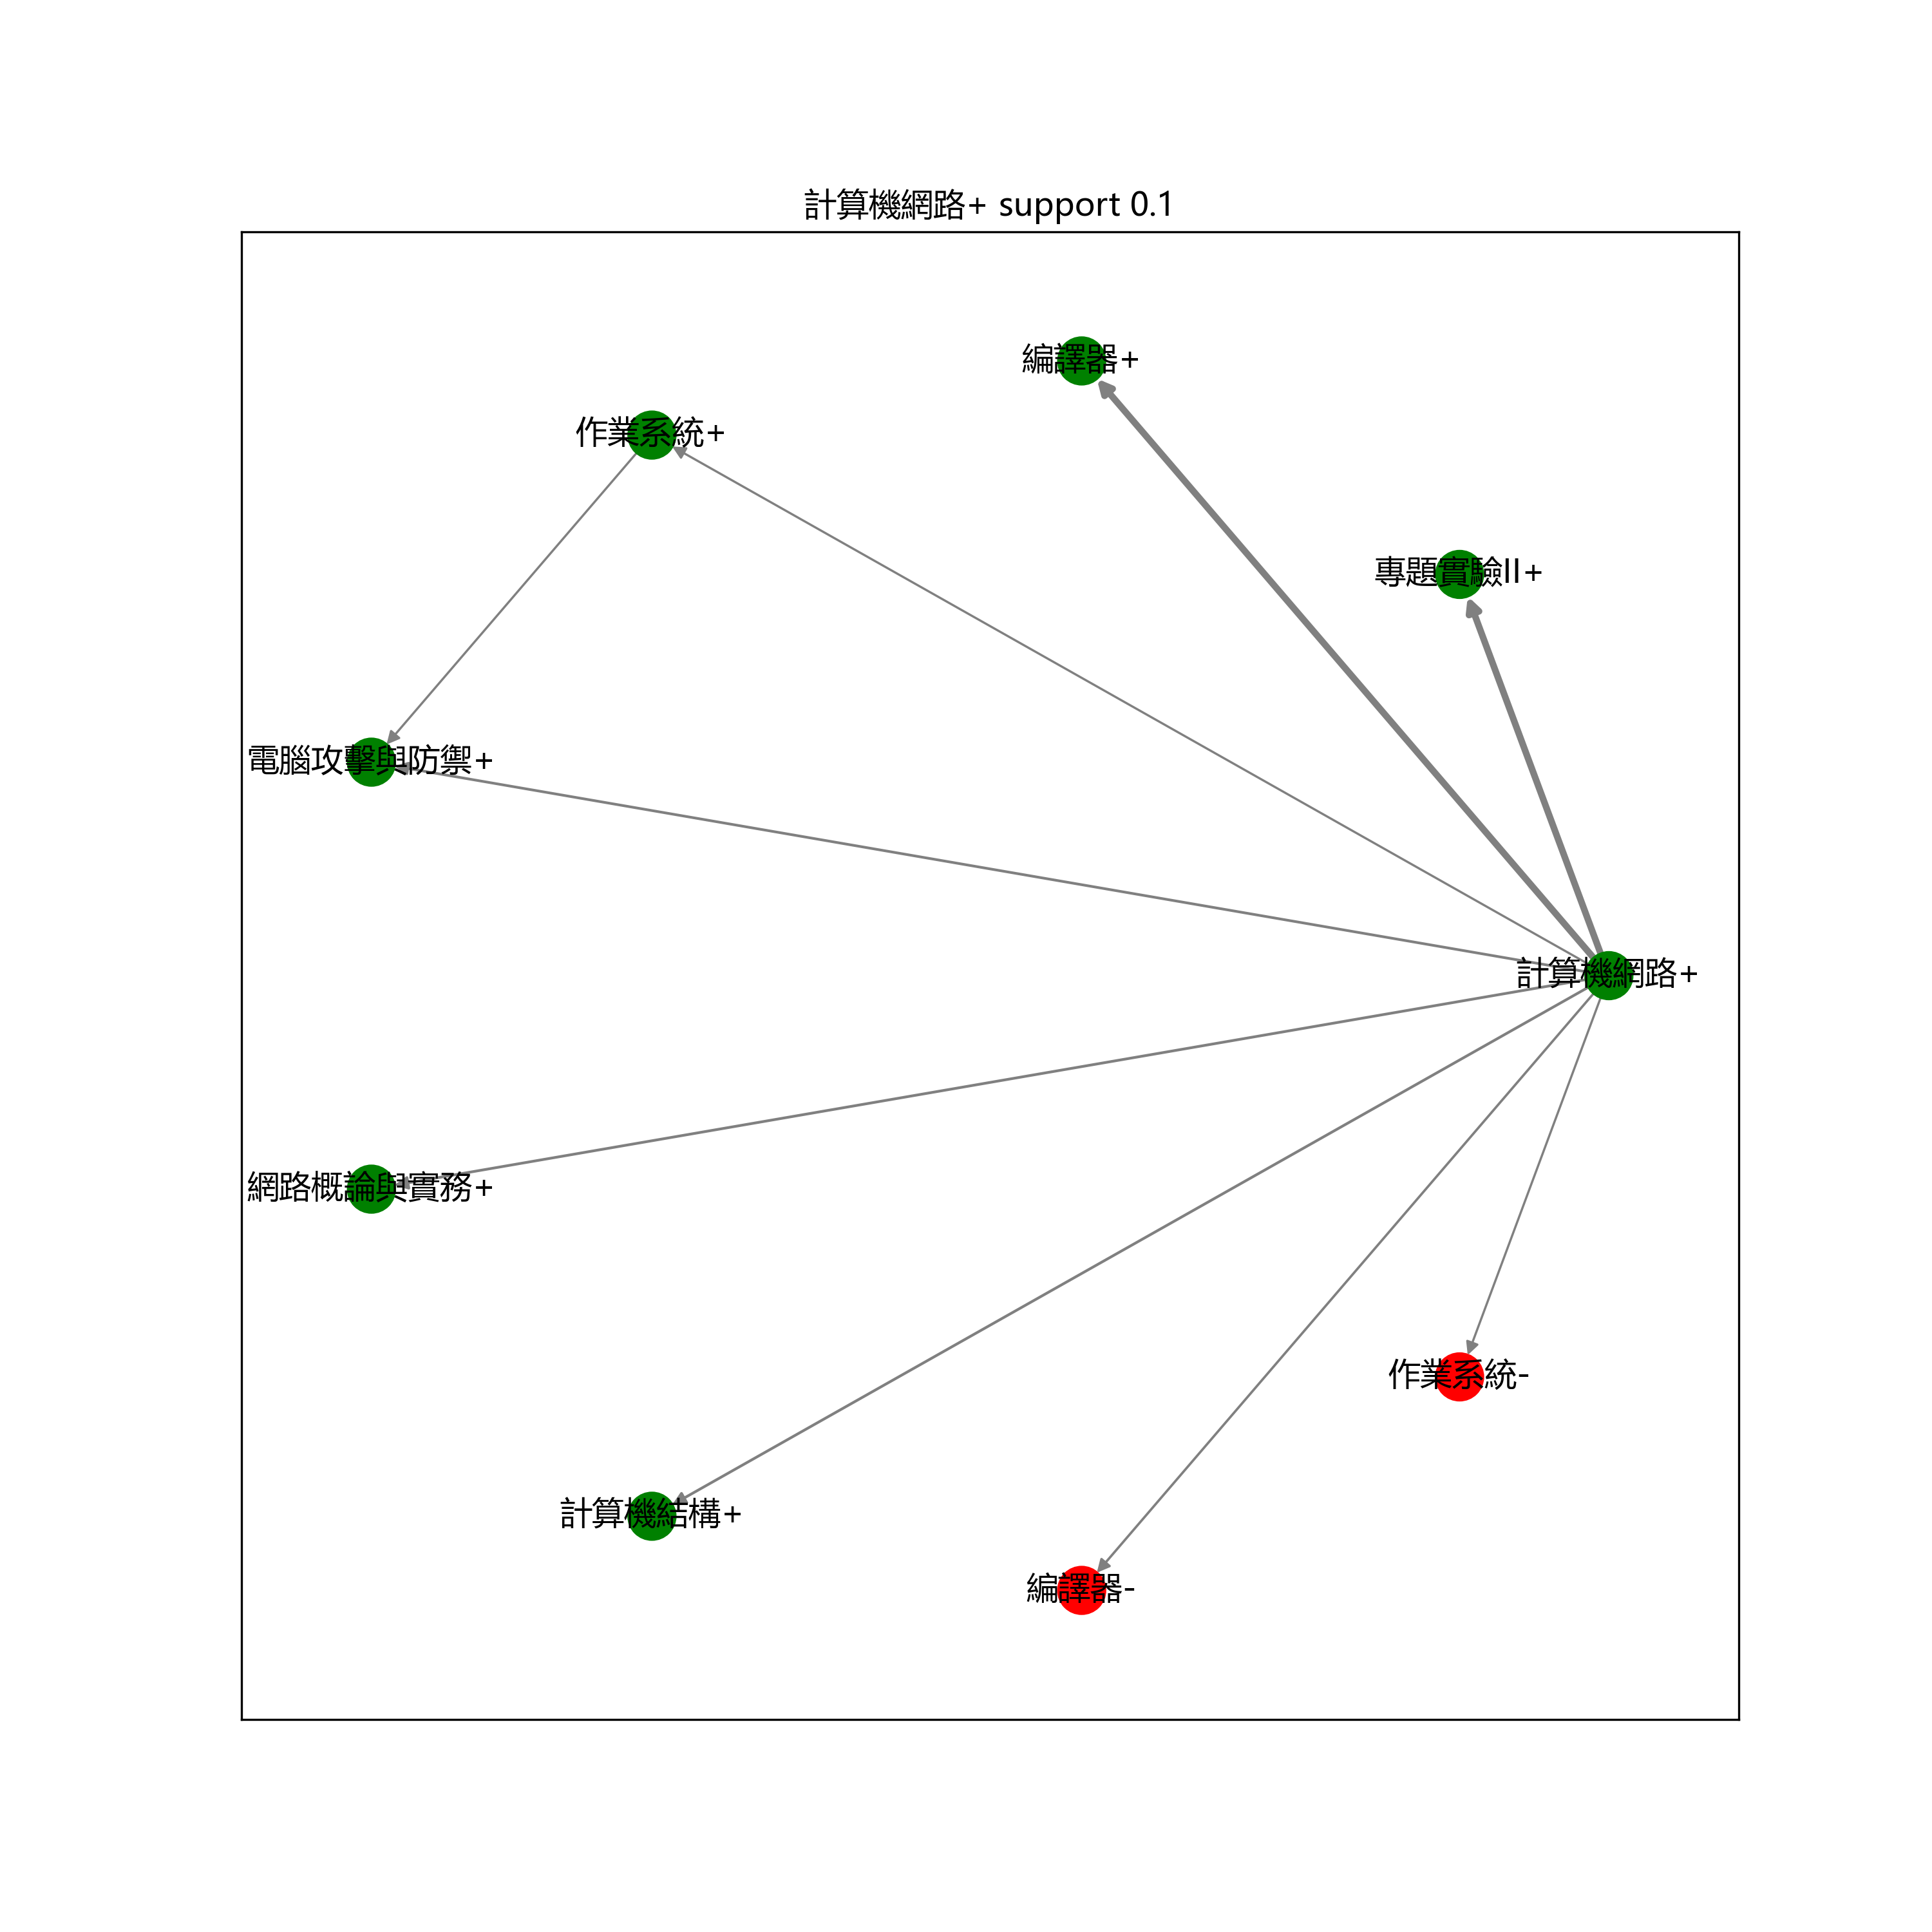 計算機網路+ support 0.1
編譯器+
作業系統+
專題實驗II+
電腦攻擊與防禦+
計算機網路+
網路概論與實務+
作業系統-
計算機結構+
編譯器-